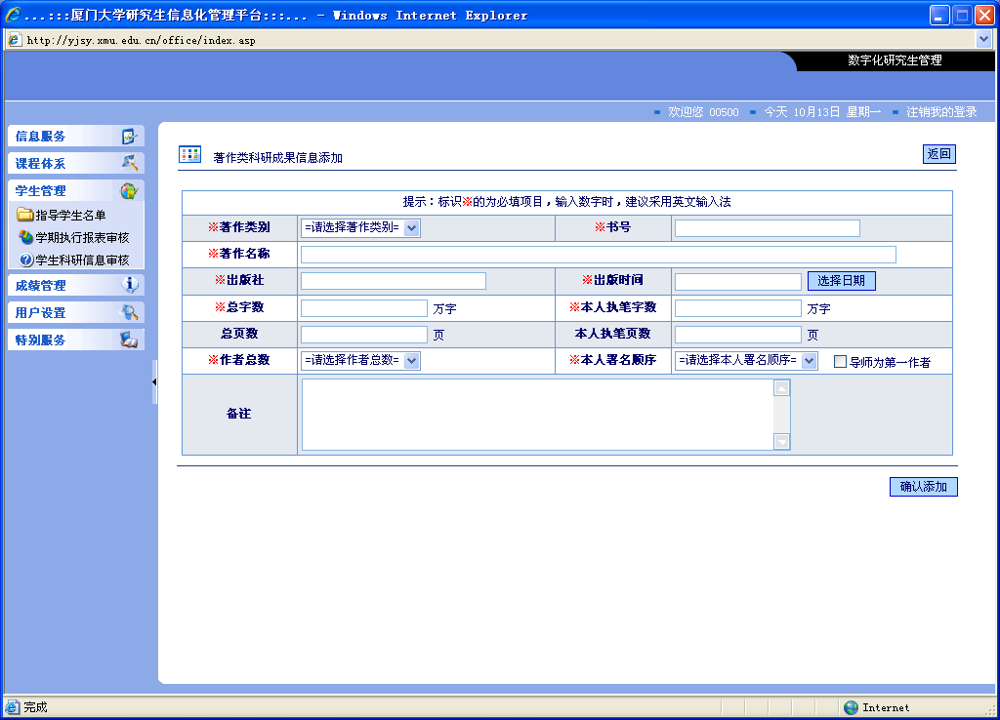 ...:::厦门大学研究生信息化管理平台:::... - Windows Internet Explorer
http://yjsy.xmu.edu.cn/office/index.asp
数字化研究生管理
欢迎您 00500 今天 10月13日 星期一 注销我的登录
信息服务
课程体系
学生管理
指导学生名单
学期执行报表审核
学生科研信息审核
成绩管理
用户设置
特别服务
著作类科研成果信息添加 返回
提示：标识※的为必填项目，输入数字时，建议采用英文输入法
※著作类别 =请选择著作类别= ※书号
※著作名称
※出版社 ※出版时间 选择日期
※总字数 万字 ※本人执笔字数 万字
总页数 页 本人执笔页数 页
※作者总数 =请选择作者总数= ※本人署名顺序 =请选择本人署名顺序= 导师为第一作者
备注
确认添加
完成 Internet